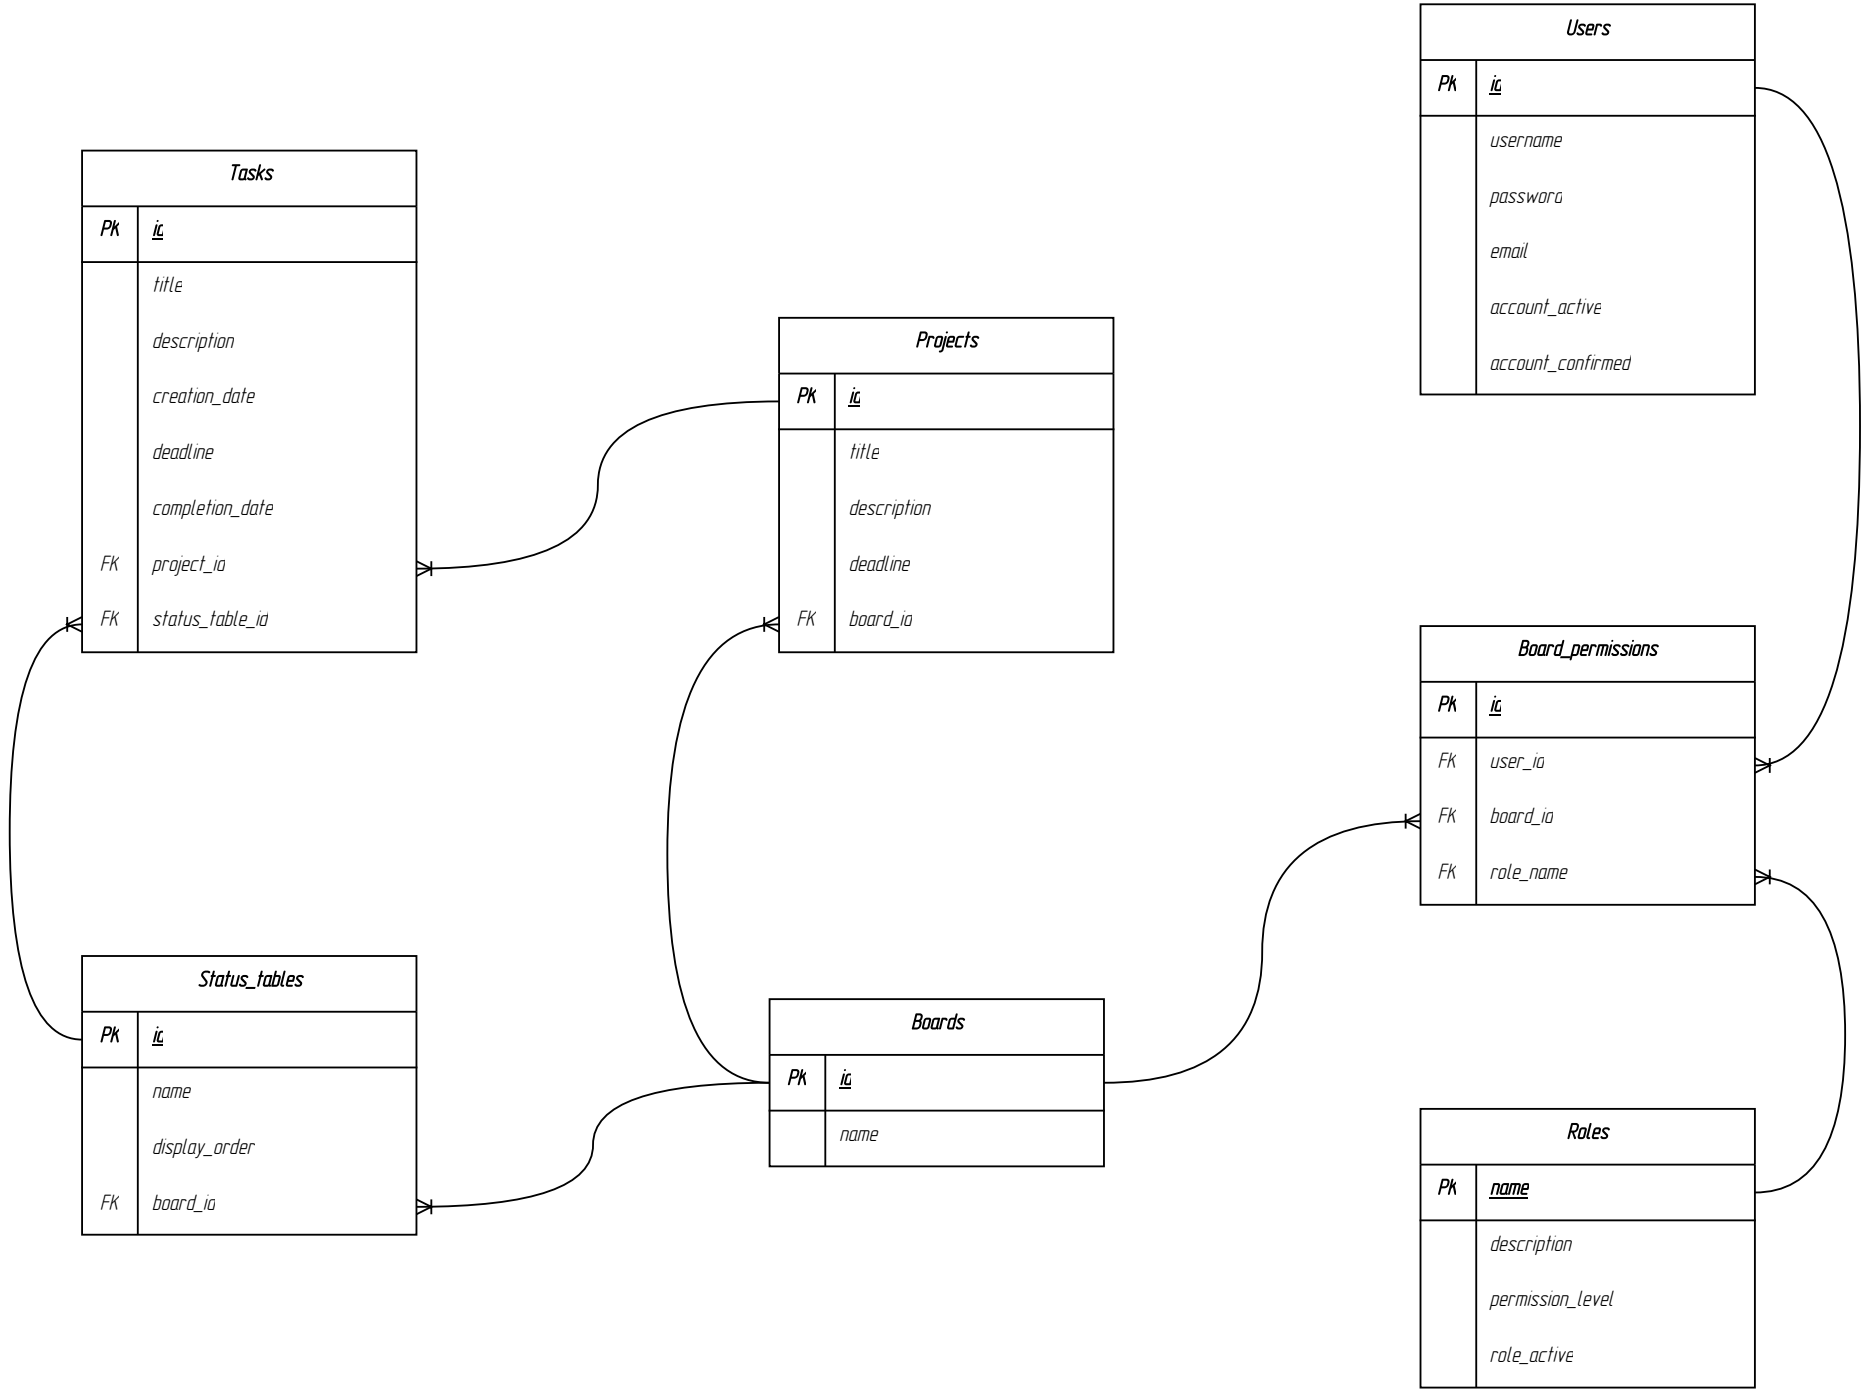 Users
PK id
username
password
email
account_active
account_confirmed
Tasks
PK id
title
description
creation_date
deadline
completion_date
FK project_id
FK status_table_id
Projects
PK id
title
description
deadline
FK board_id
Board_permissions
PK id
FK user_id
FK board_id
FK role_name
Status_tables
PK id
name
display_order
FK board_id
Boards
PK id
name
Roles
PK name
description
permission_level
role_active